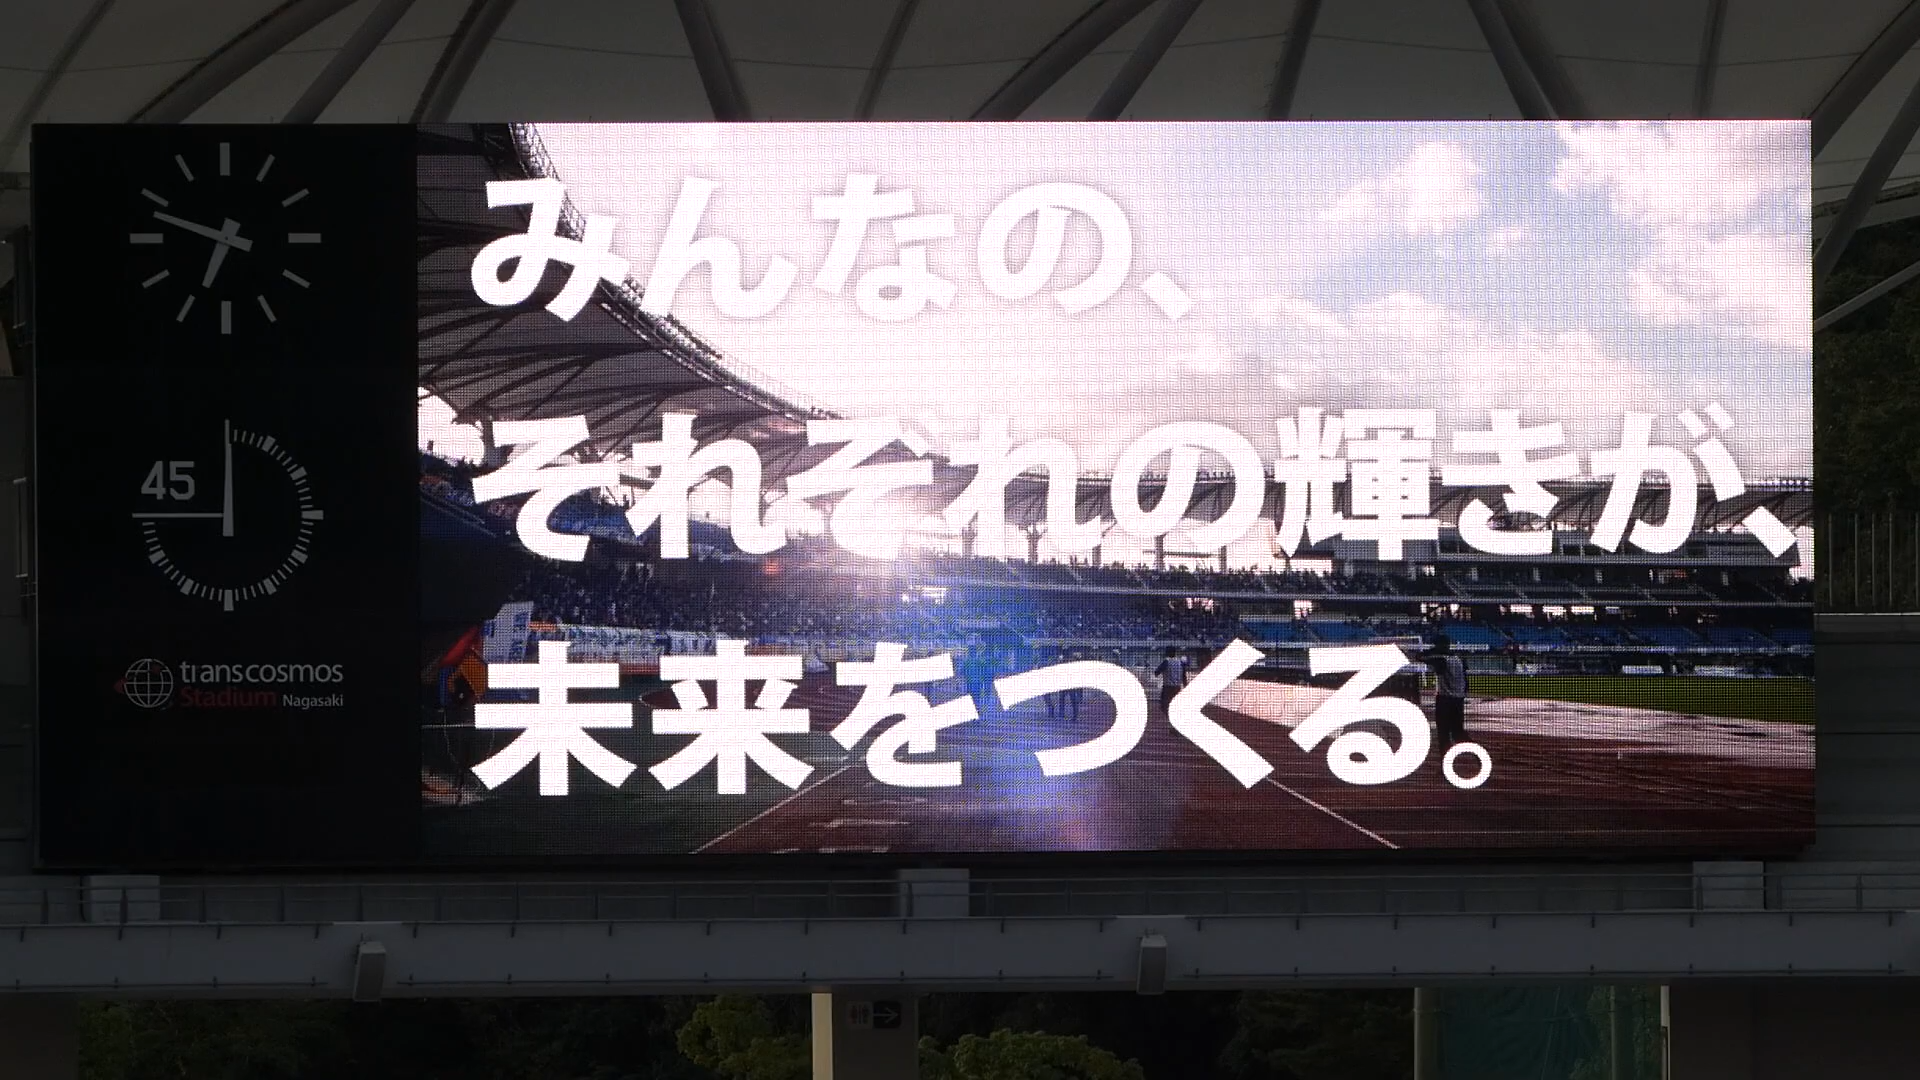 みんなの、
それぞれの輝きが、
未来をつくる。
45
transcosmos
Stadium Nagasaki